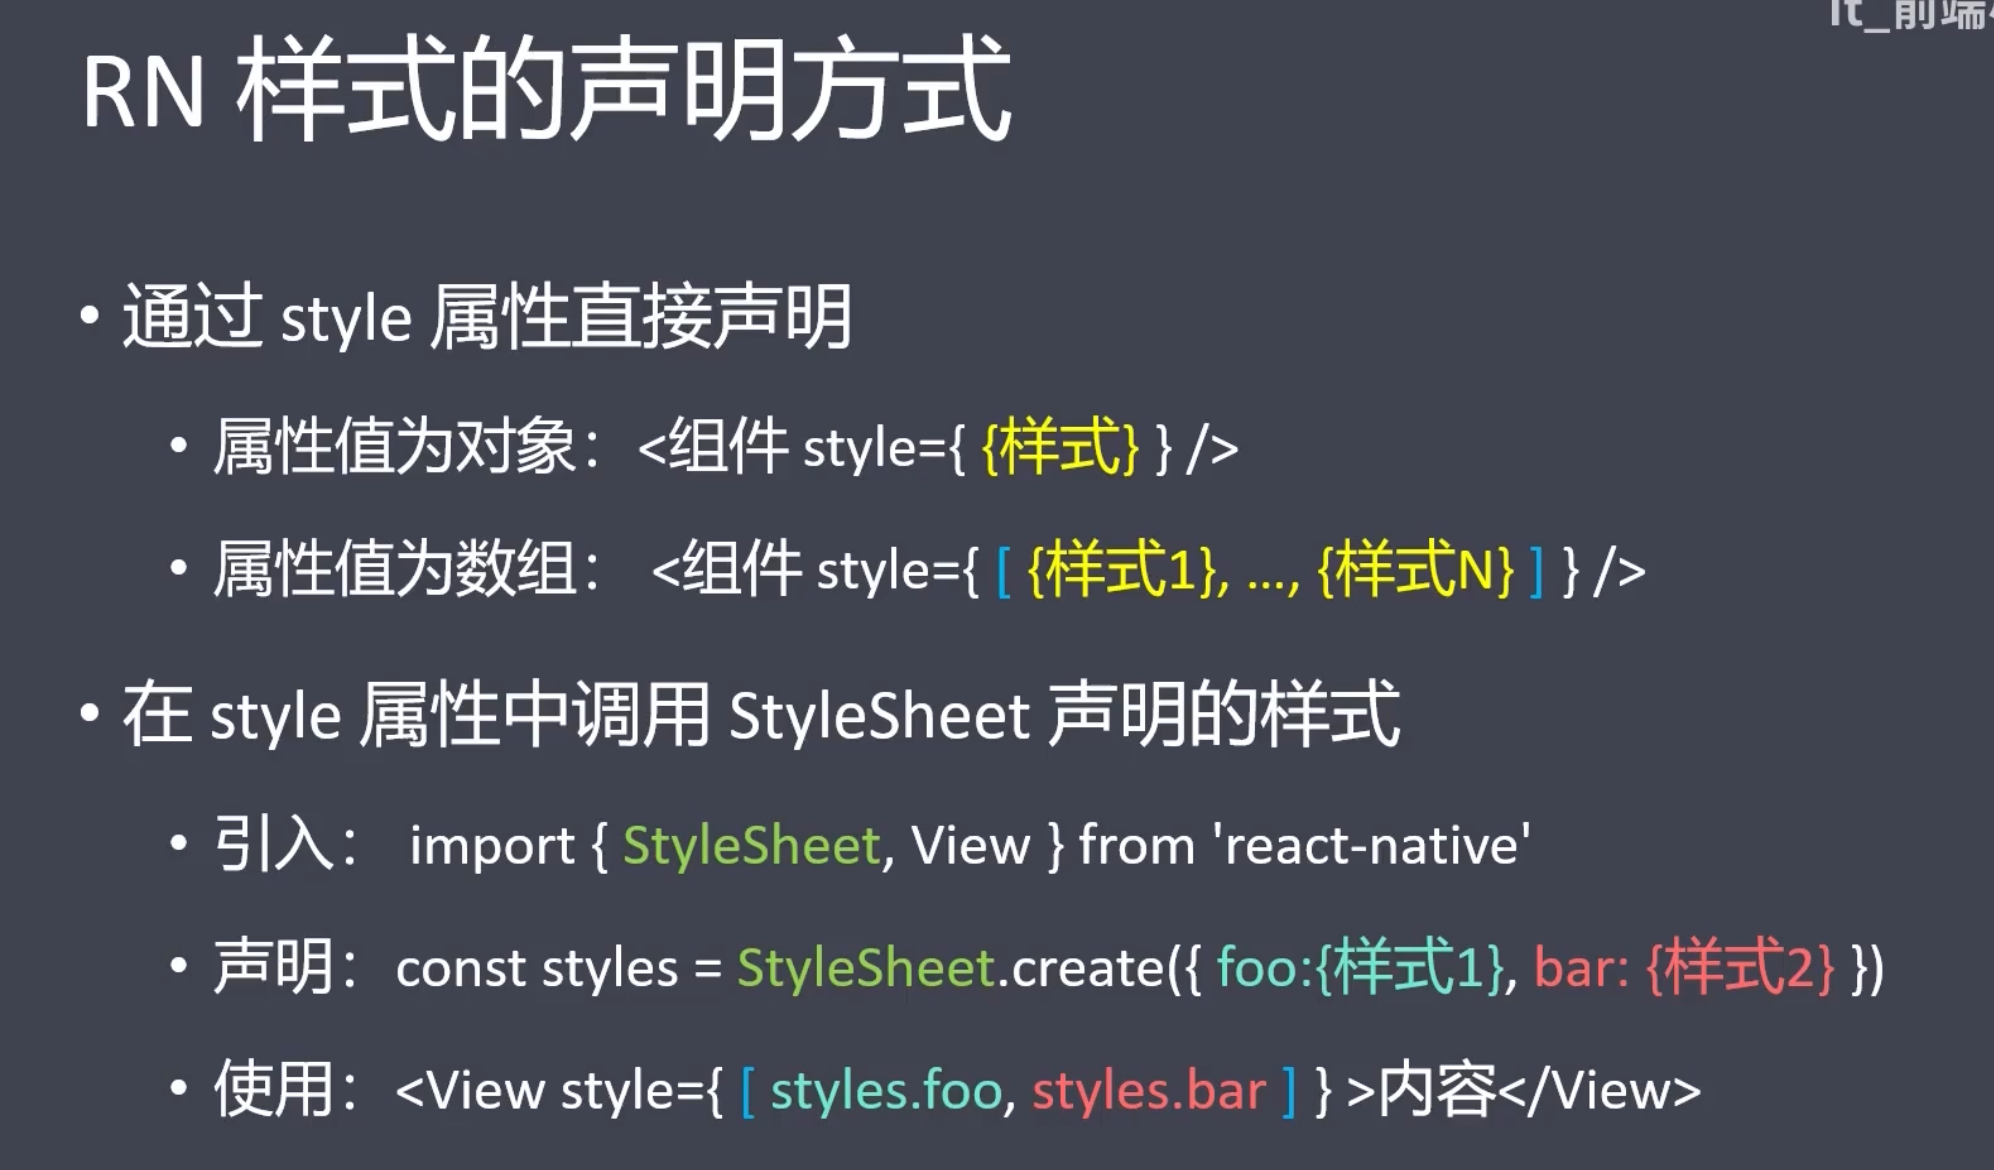 It_前端
RN 样式的声明方式
• 通过 style 属性直接声明
• 属性值为对象：<组件 style={ {样式} } />
• 属性值为数组： <组件 style={ [ {样式1}, ..., {样式N} ] } />
• 在 style 属性中调用 StyleSheet 声明的样式
• 引入： import { StyleSheet, View } from 'react-native'
• 声明：const styles = StyleSheet.create({ foo:{样式1}, bar: {样式2} })
• 使用：<View style={ [ styles.foo, styles.bar ] } >内容</View>